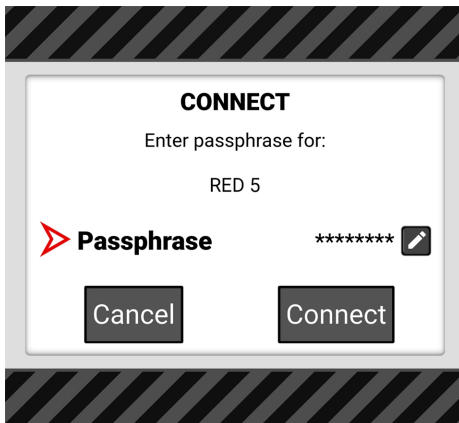 CONNECT
Enter passphrase for:
RED 5
Passphrase ********
Cancel Connect